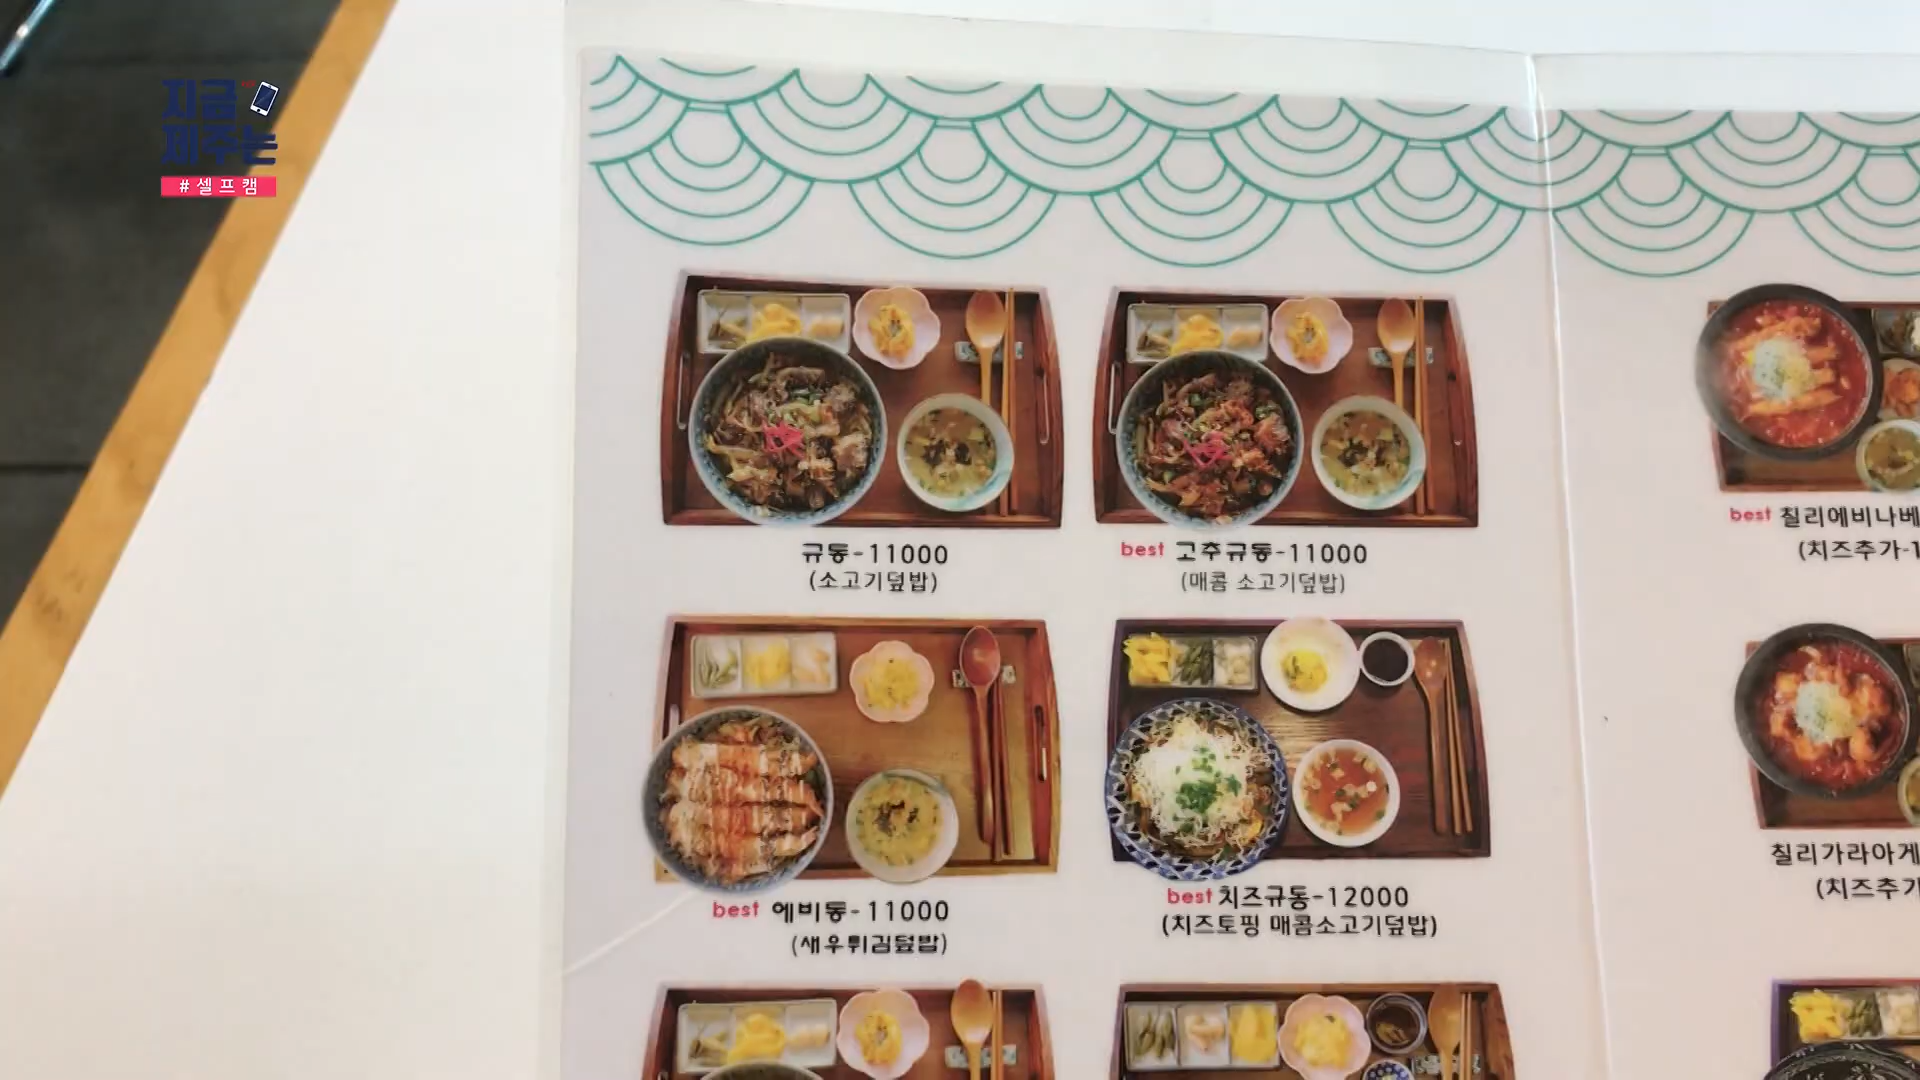 지금
제주는
#셀프캠
규동-11000
(소고기덮밥)
best 고추규동-11000
(매콤 소고기덮밥)
best 칠리에비나베
(치즈추가-1
best 에비동-11000
(새우튀김덮밥)
best 치즈규동-12000
(치즈토핑 매콤소고기덮밥)
칠리가라아게
(치즈추가